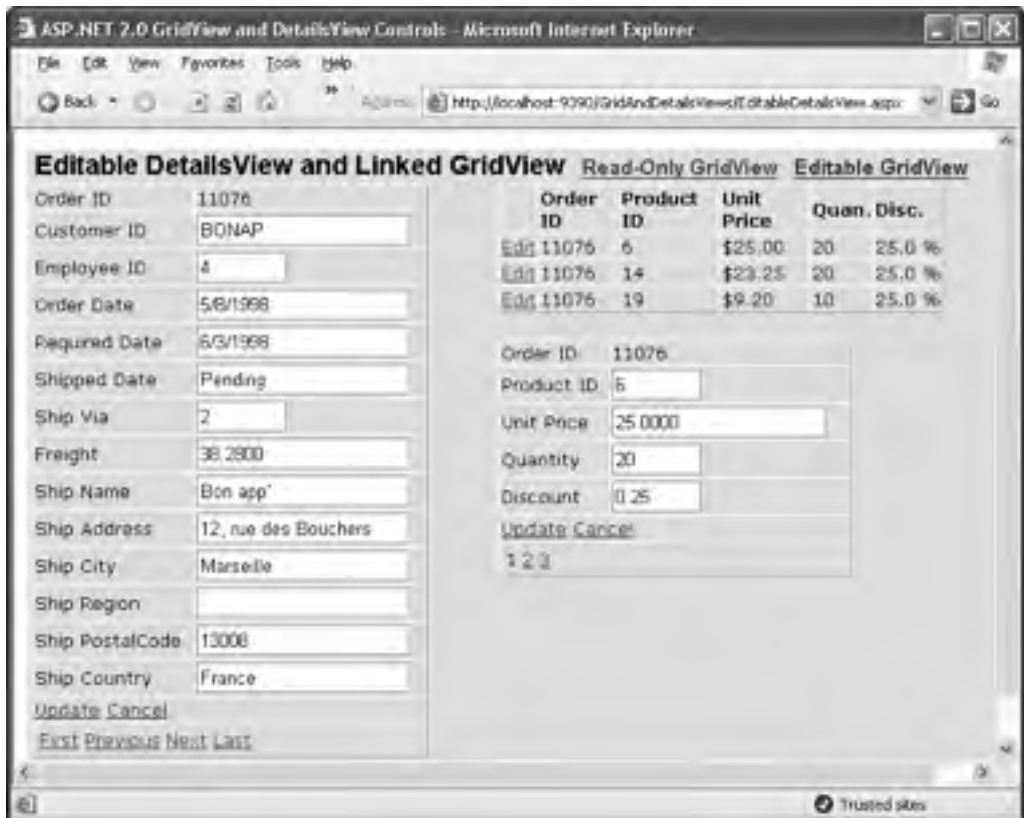 ASP.NET 2.0 GridView and DetailsView Controls - Microsoft Internet Explorer
File Edit View Favorites Tools Help
Back » Address http://localhost:9090/GridAndDetailsViews/EditableDetailsView.aspx Go
Editable DetailsView and Linked GridView Read-Only GridView Editable GridView
Order ID 11076
Customer ID BONAP
Employee ID 4
Order Date 5/6/1998
Required Date 6/3/1998
Shipped Date Pending
Ship Via 2
Freight 38.2800
Ship Name Bon app'
Ship Address 12, rue des Bouchers
Ship City Marseille
Ship Region
Ship PostalCode 13008
Ship Country France
Update Cancel
First Previous Next Last
Order ID Product ID Unit Price Quan. Disc.
Edit 11076 6 $25.00 20 25.0 %
Edit 11076 14 $23.25 20 25.0 %
Edit 11076 19 $9.20 10 25.0 %
Order ID 11076
Product ID 6
Unit Price 25.0000
Quantity 20
Discount 0.25
Update Cancel
1 2 3
Trusted sites